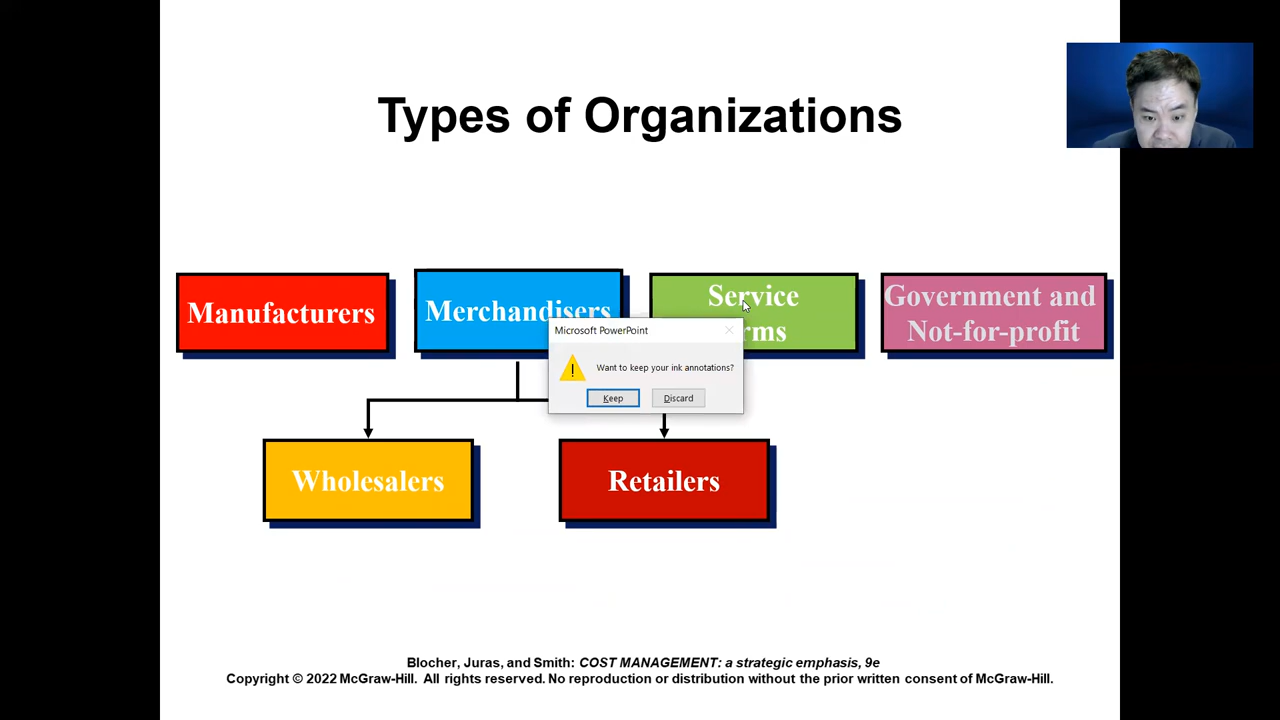 Types of Organizations
Manufacturers
Merchandisers
Service
rms
Government and
Not-for-profit
Microsoft PowerPoint
Want to keep your ink annotations?
Keep
Discard
Wholesalers
Retailers
Blocher, Juras, and Smith: COST MANAGEMENT: a strategic emphasis, 9e
Copyright © 2022 McGraw-Hill. All rights reserved. No reproduction or distribution without the prior written consent of McGraw-Hill.